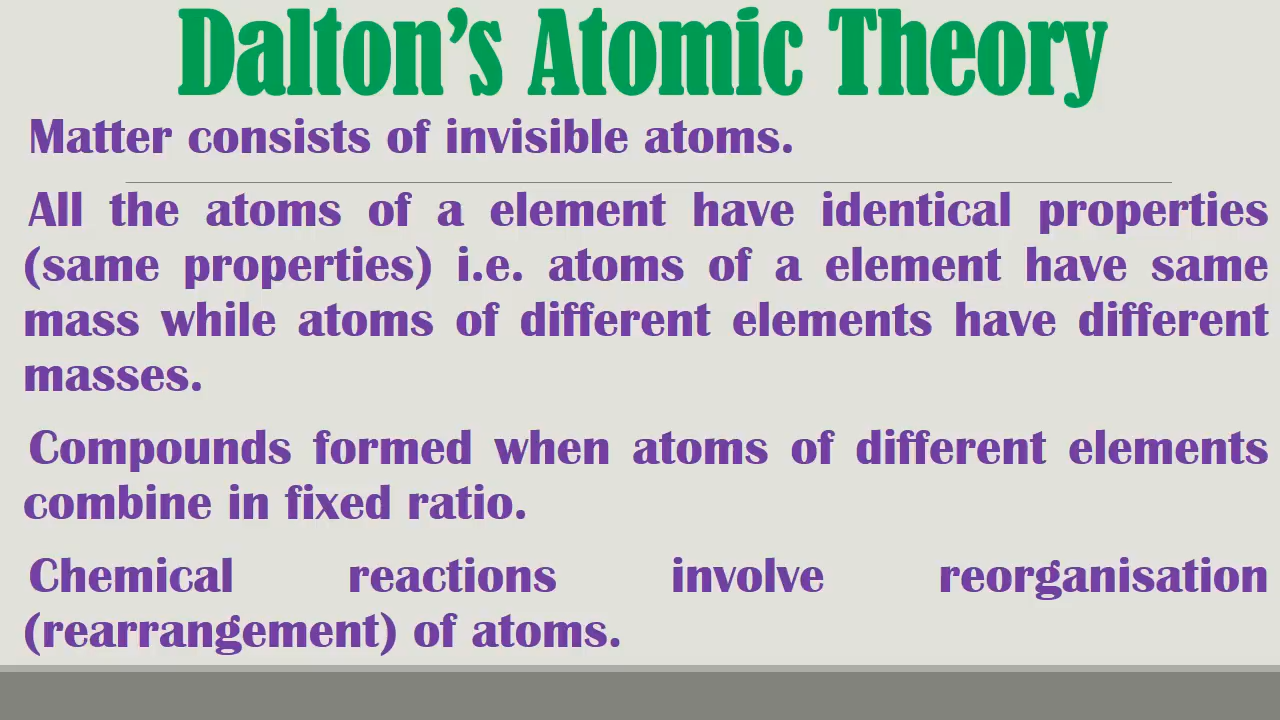 Dalton’s Atomic Theory
Matter consists of invisible atoms.
All the atoms of a element have identical properties
(same properties) i.e. atoms of a element have same
mass while atoms of different elements have different
masses.
Compounds formed when atoms of different elements
combine in fixed ratio.
Chemical reactions involve reorganisation
(rearrangement) of atoms.